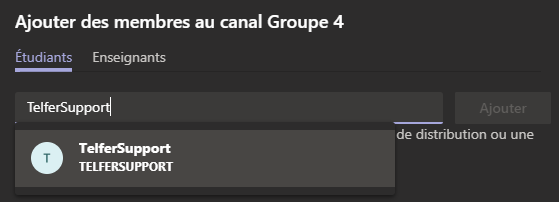 Ajouter des membres au canal Groupe 4
Étudiants Enseignants
TelferSupport Ajouter
de distribution ou une
T TelferSupport
TELFERSUPPORT